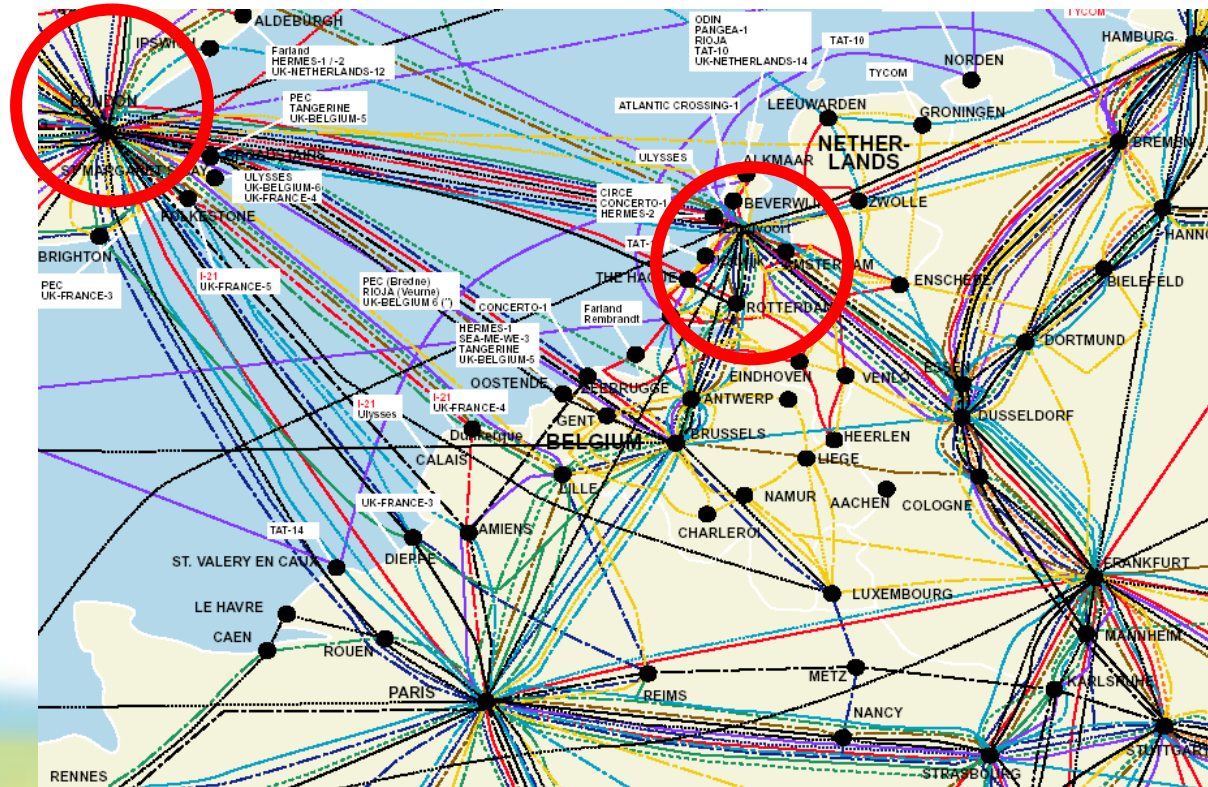 ALDEBURGH
IPSWI
Farland
HERMES-1 / -2
UK-NETHERLANDS-12
ODIN
PANGEA-1
RIOJA
TAT-10
UK-NETHERLANDS-14
TYCOM
TAT-10
HAMBURG
TYCOM
NORDEN
LONDON
PEC
TANGERINE
UK-BELGIUM-5
ATLANTIC CROSSING-1
LEEUWARDEN
GRONINGEN
NETHER-
LANDS
BREMEN
ULYSSES
ALKMAAR
ULYSSES
UK-BELGIUM-6
UK-FRANCE-4
CIRCE
CONCERTO-1
HERMES-2
BEVERWIJ
ZWOLLE
FOLKESTONE
HANNO
BRIGHTON
THE HAGUE
AMSTERDAM
ENSCHEDE
BIELEFELD
PEC
UK-FRANCE-3
I-21
UK-FRANCE-5
PEC (Bredne)
RIOJA (Veurne)
UK-BELGIUM 6 (")
CONCERTO-1
Farland
Rembrandt
ROTTERDAM
HERMES-1
SEA-ME-WE-3
TANGERINE
UK-BELGIUM-5
DORTMUND
ESSEN
OOSTENDE
ZEEBRUGGE
EINDHOVEN
VENLO
I-21
Ulysses
I-21
UK-FRANCE-4
GENT
ANTWERP
DUSSELDORF
Dunkerque
BELGIUM
BRUSSELS
HEERLEN
CALAIS
LIEGE
LILLE
NAMUR
AACHEN
COLOGNE
UK-FRANCE-3
CHARLEROI
TAT-14
AMIENS
DIEPPE
ST. VALERY EN CAUX
FRANKFURT
LUXEMBOURG
LE HAVRE
CAEN
ROUEN
MANNHEIM
METZ
KARLSRUHE
PARIS
REIMS
NANCY
STUTTGART
RENNES
STRASBOURG